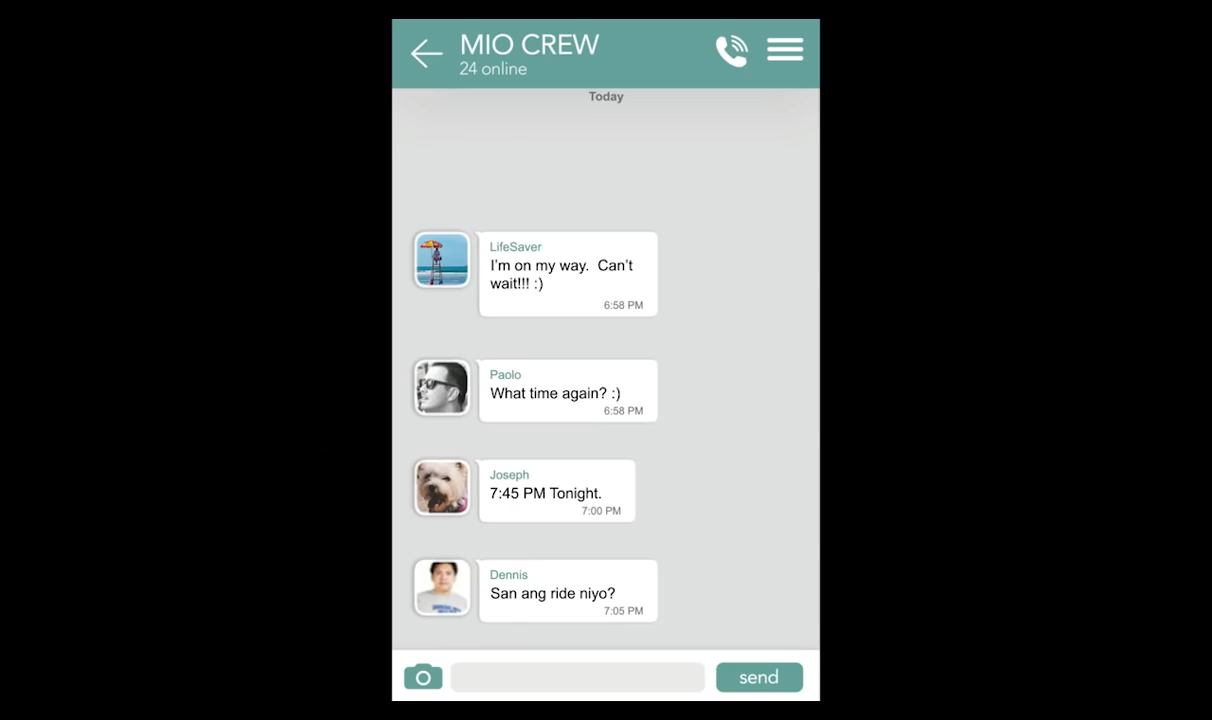 MIO CREW
24 online
Today
LifeSaver
I'm on my way.  Can't
wait!!! :)
6:58 PM
Paolo
What time again? :)
6:58 PM
Joseph
7:45 PM Tonight.
7:00 PM
Dennis
San ang ride niyo?
7:05 PM
send